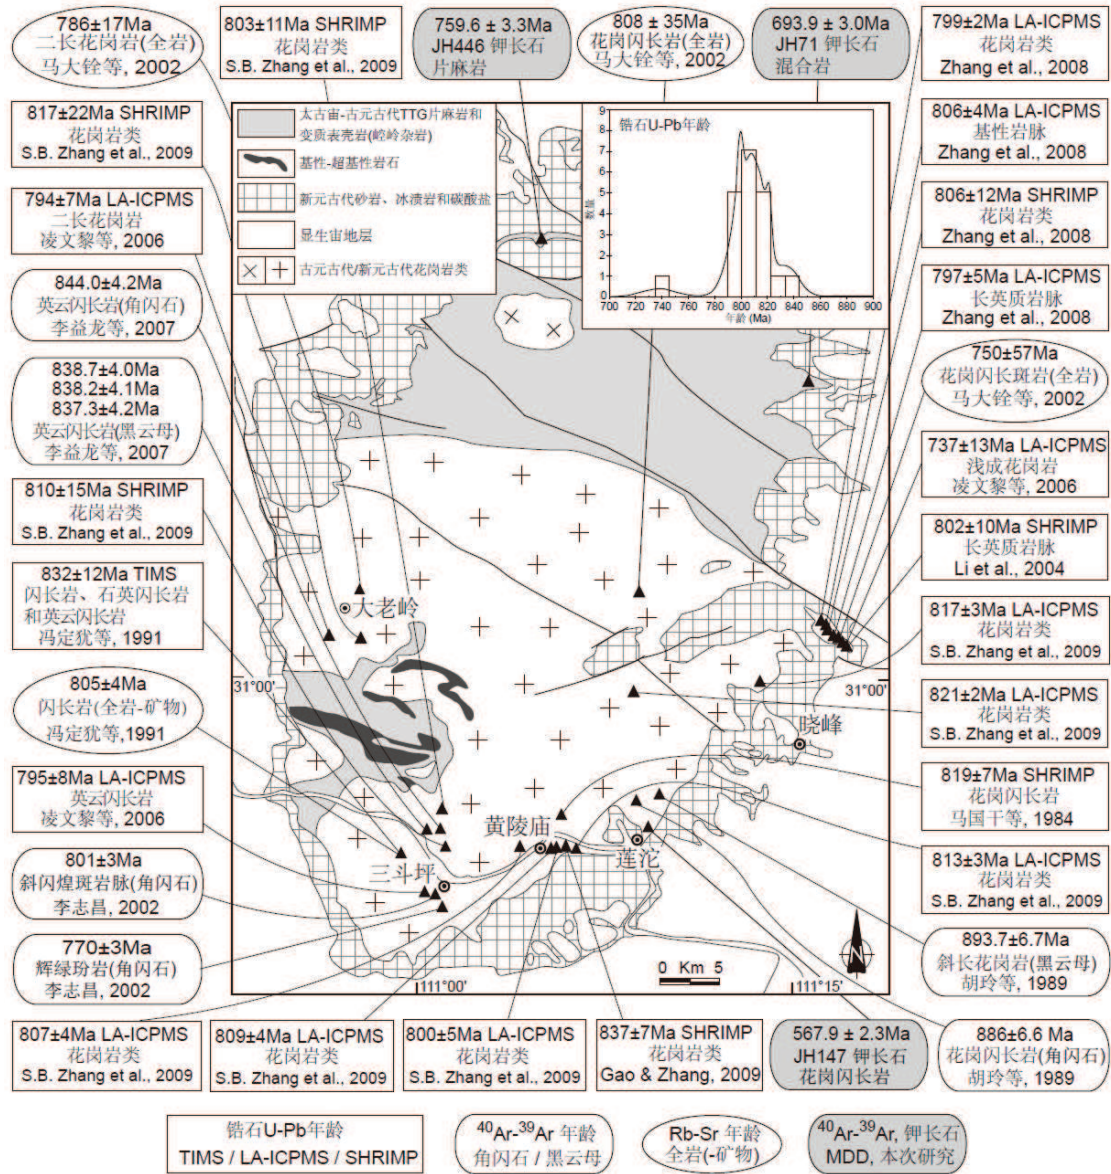 786±17Ma
二长花岗岩(全岩)
马大铨等, 2002
803±11Ma SHRIMP
花岗岩类
S.B. Zhang et al., 2009
759.6 ± 3.3Ma
JH446 钾长石
片麻岩
808 ± 35Ma
花岗闪长岩(全岩)
马大铨等, 2002
693.9 ± 3.0Ma
JH71 钾长石
混合岩
799±2Ma LA-ICPMS
花岗岩类
Zhang et al., 2008
817±22Ma SHRIMP
花岗岩类
S.B. Zhang et al., 2009
794±7Ma LA-ICPMS
二长花岗岩
凌文黎等, 2006
844.0±4.2Ma
英云闪长岩(角闪石)
李益龙等, 2007
838.7±4.0Ma
838.2±4.1Ma
837.3±4.2Ma
英云闪长岩(黑云母)
李益龙等, 2007
810±15Ma SHRIMP
花岗岩类
S.B. Zhang et al., 2009
832±12Ma TIMS
闪长岩、石英闪长岩
和英云闪长岩
冯定犹等, 1991
805±4Ma
闪长岩(全岩-矿物)
冯定犹等,1991
795±8Ma LA-ICPMS
英云闪长岩
凌文黎等, 2006
801±3Ma
斜闪煌斑岩脉(角闪石)
李志昌, 2002
770±3Ma
辉绿玢岩(角闪石)
李志昌, 2002
太古宙-古元古代TTG片麻岩和
变质表壳岩(崆岭杂岩)
基性-超基性岩石
新元古代砂岩、冰渍岩和碳酸盐
显生宙地层
古元古代/新元古代花岗岩类
锆石U-Pb年龄
数量
9
8
7
6
5
4
3
2
1
0
700 720 740 760 780 800 820 840 860 880 900
年龄 (Ma)
大老岭
31°00'
31°00'
晓峰
黄陵庙
莲沱
三斗坪
0 Km 5
N
111°00'
111°15'
806±4Ma LA-ICPMS
基性岩脉
Zhang et al., 2008
806±12Ma SHRIMP
花岗岩类
Zhang et al., 2008
797±5Ma LA-ICPMS
长英质岩脉
Zhang et al., 2008
750±57Ma
花岗闪长斑岩(全岩)
马大铨等, 2002
737±13Ma LA-ICPMS
浅成花岗岩
凌文黎等, 2006
802±10Ma SHRIMP
长英质岩脉
Li et al., 2004
817±3Ma LA-ICPMS
花岗岩类
S.B. Zhang et al., 2009
821±2Ma LA-ICPMS
花岗岩类
S.B. Zhang et al., 2009
819±7Ma SHRIMP
花岗闪长岩
马国干等, 1984
813±3Ma LA-ICPMS
花岗岩类
S.B. Zhang et al., 2009
893.7±6.7Ma
斜长花岗岩(黑云母)
胡玲等, 1989
807±4Ma LA-ICPMS
花岗岩类
S.B. Zhang et al., 2009
809±4Ma LA-ICPMS
花岗岩类
S.B. Zhang et al., 2009
800±5Ma LA-ICPMS
花岗岩类
S.B. Zhang et al., 2009
837±7Ma SHRIMP
花岗岩类
Gao & Zhang, 2009
567.9 ± 2.3Ma
JH147 钾长石
花岗闪长岩
886±6.6 Ma
花岗闪长岩(角闪石)
胡玲等, 1989
锆石U-Pb年龄
TIMS / LA-ICPMS / SHRIMP
⁴⁰Ar-³⁹Ar 年龄
角闪石 / 黑云母
Rb-Sr 年龄
全岩(-矿物)
⁴⁰Ar-³⁹Ar, 钾长石
MDD, 本次研究